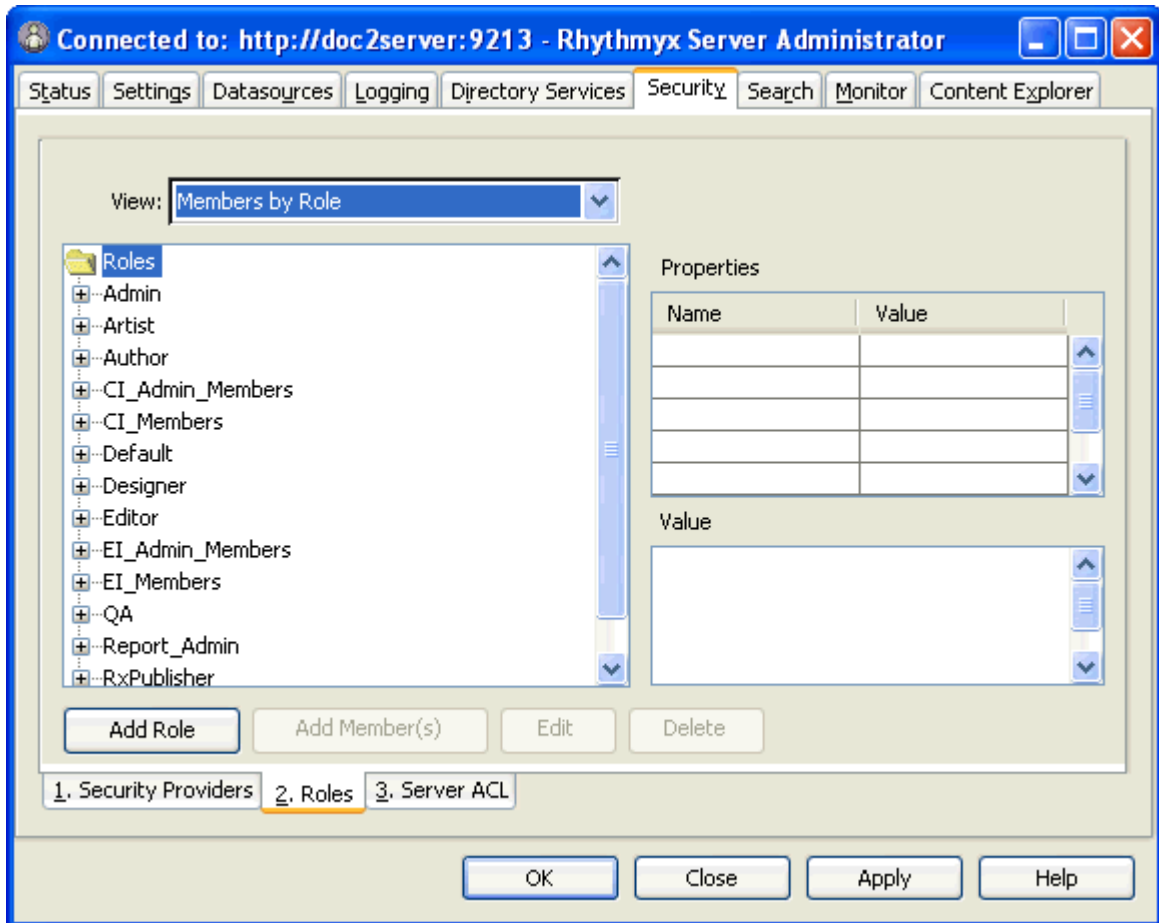 Connected to: http://doc2server:9213 - Rhythmyx Server Administrator
Status Settings Datasources Logging Directory Services Security Search Monitor Content Explorer
View: Members by Role
Roles
Admin
Artist
Author
CI_Admin_Members
CI_Members
Default
Designer
Editor
EI_Admin_Members
EI_Members
QA
Report_Admin
RxPublisher
Properties
Name Value
Value
Add Role Add Member(s) Edit Delete
1. Security Providers 2. Roles 3. Server ACL
OK Close Apply Help